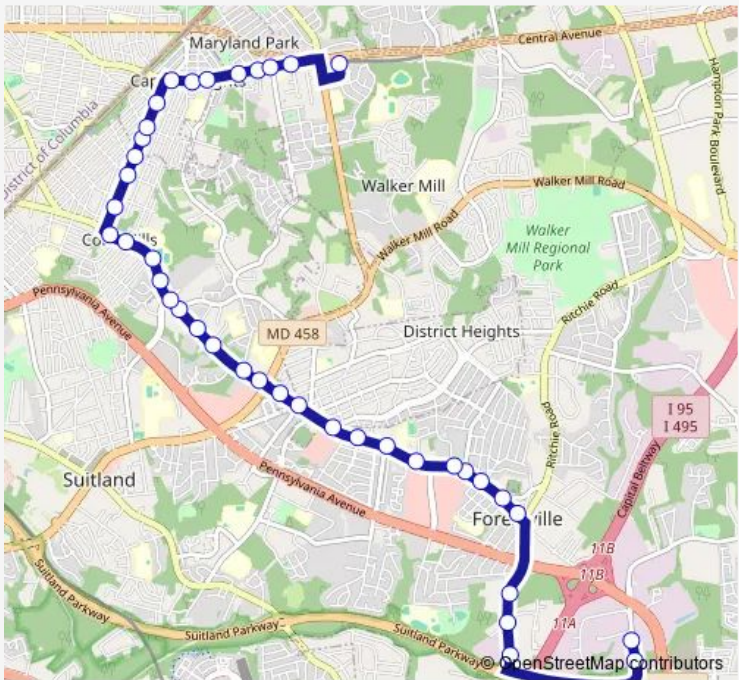 Maryland Park
Central Avenue
Hampton Park Boulevard
District of Columbia
Walker Mill
Walker Mill Road
Walker Mill Road
Walker
Mill Regional
Park
Pennsylvania Avenue
Ritchie Road
MD 458
District Heights
I 95
I 495
Ritchie Road
Capital Beltway
Suitland
Pennsylvania Avenue
11B
11B
11A
Suitland Parkway
Suitland Parkway
Suitland Parkway
© OpenStreetMap contributors